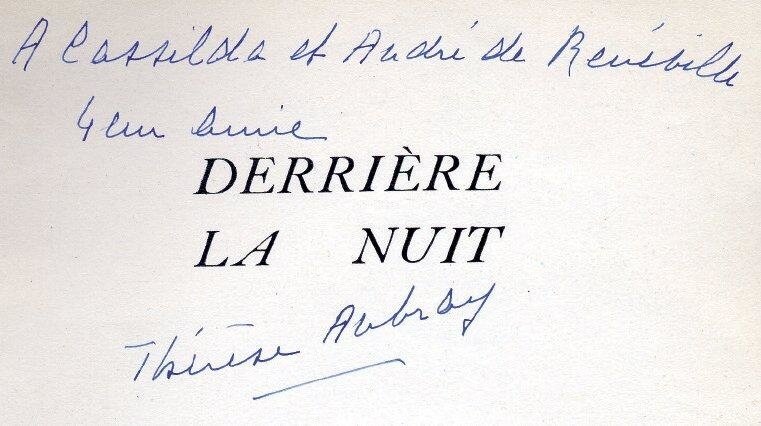 A Cassilda et André de Renéville
leur amie
DERRIÈRE
LA NUIT
Thérèse Aubray